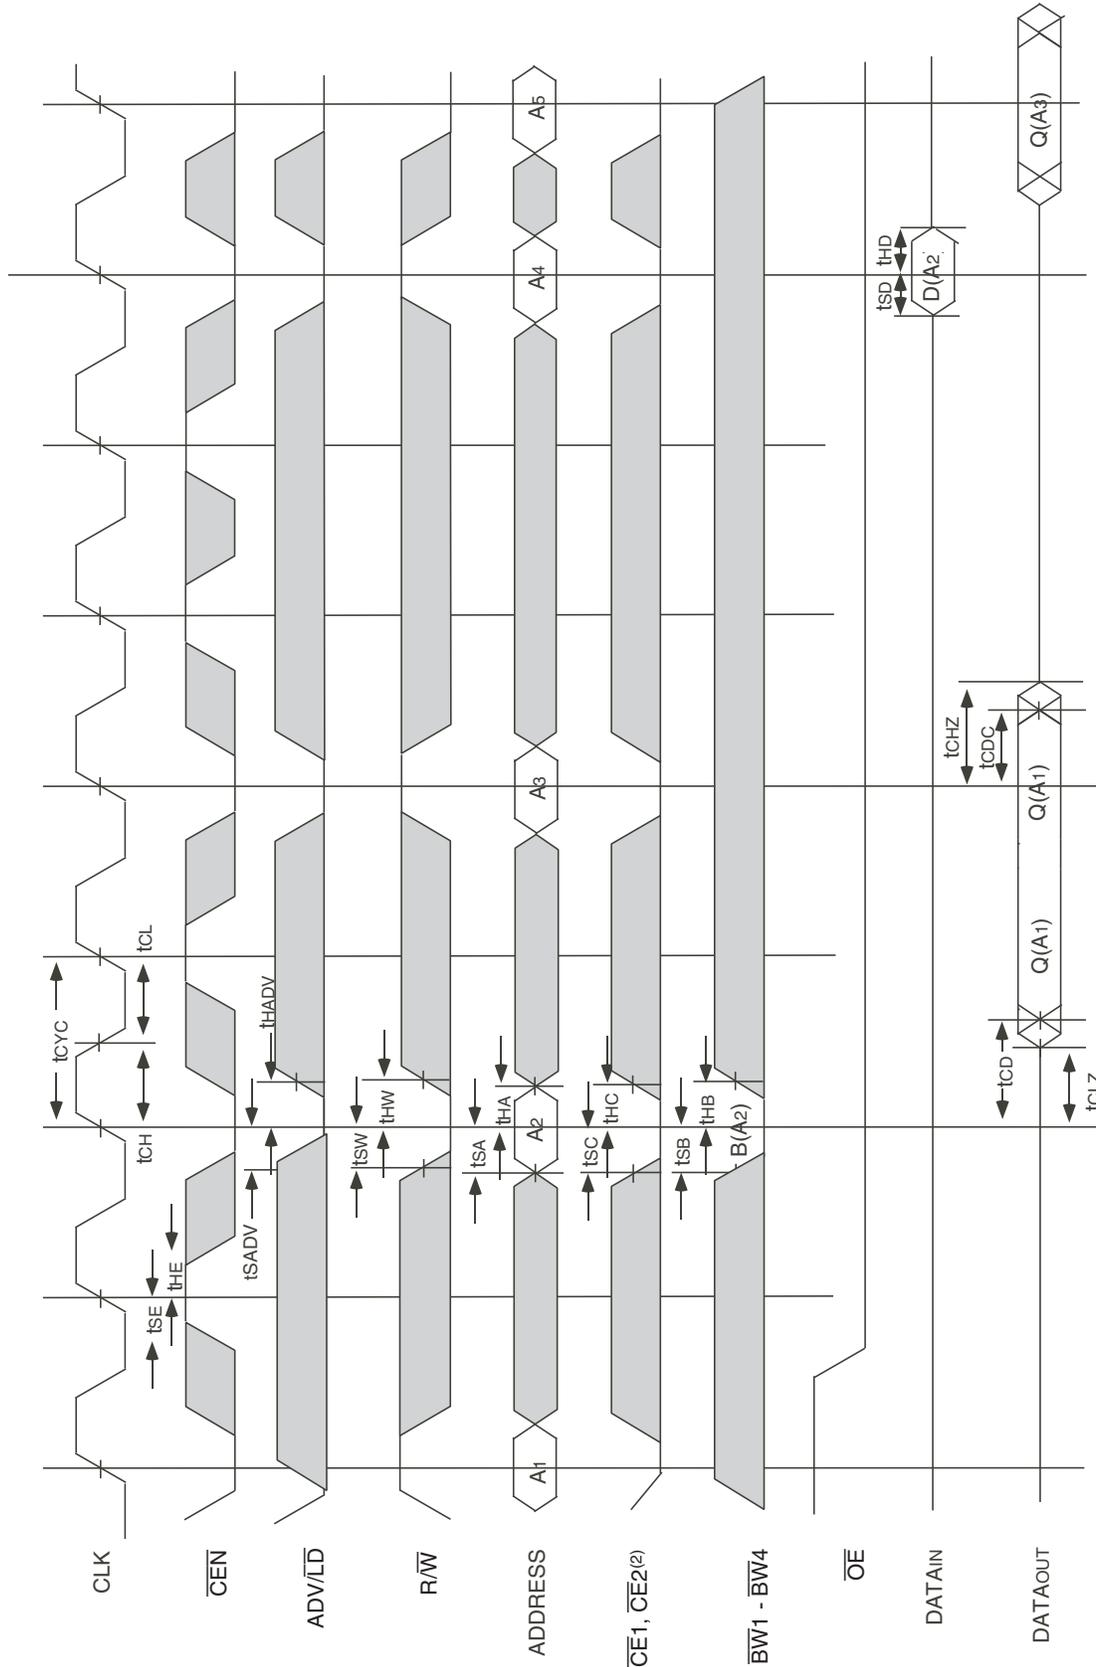 CLK
tCYC
tCH
tCL
CEN
tSE
tHE
ADV/LD
tSADV
tHADV
R/W
tSW
tHW
ADDRESS
A1
A2
A3
A4
A5
tSA
tHA
CE1, CE2(2)
tSC
tHC
BW1 - BW4
tSB
tHB
B(A2)
OE
DATAIN
tSD
tHD
D(A2)
DATAOUT
tCD
tCLZ
Q(A1)
Q(A1)
tCHZ
tCDC
Q(A3)